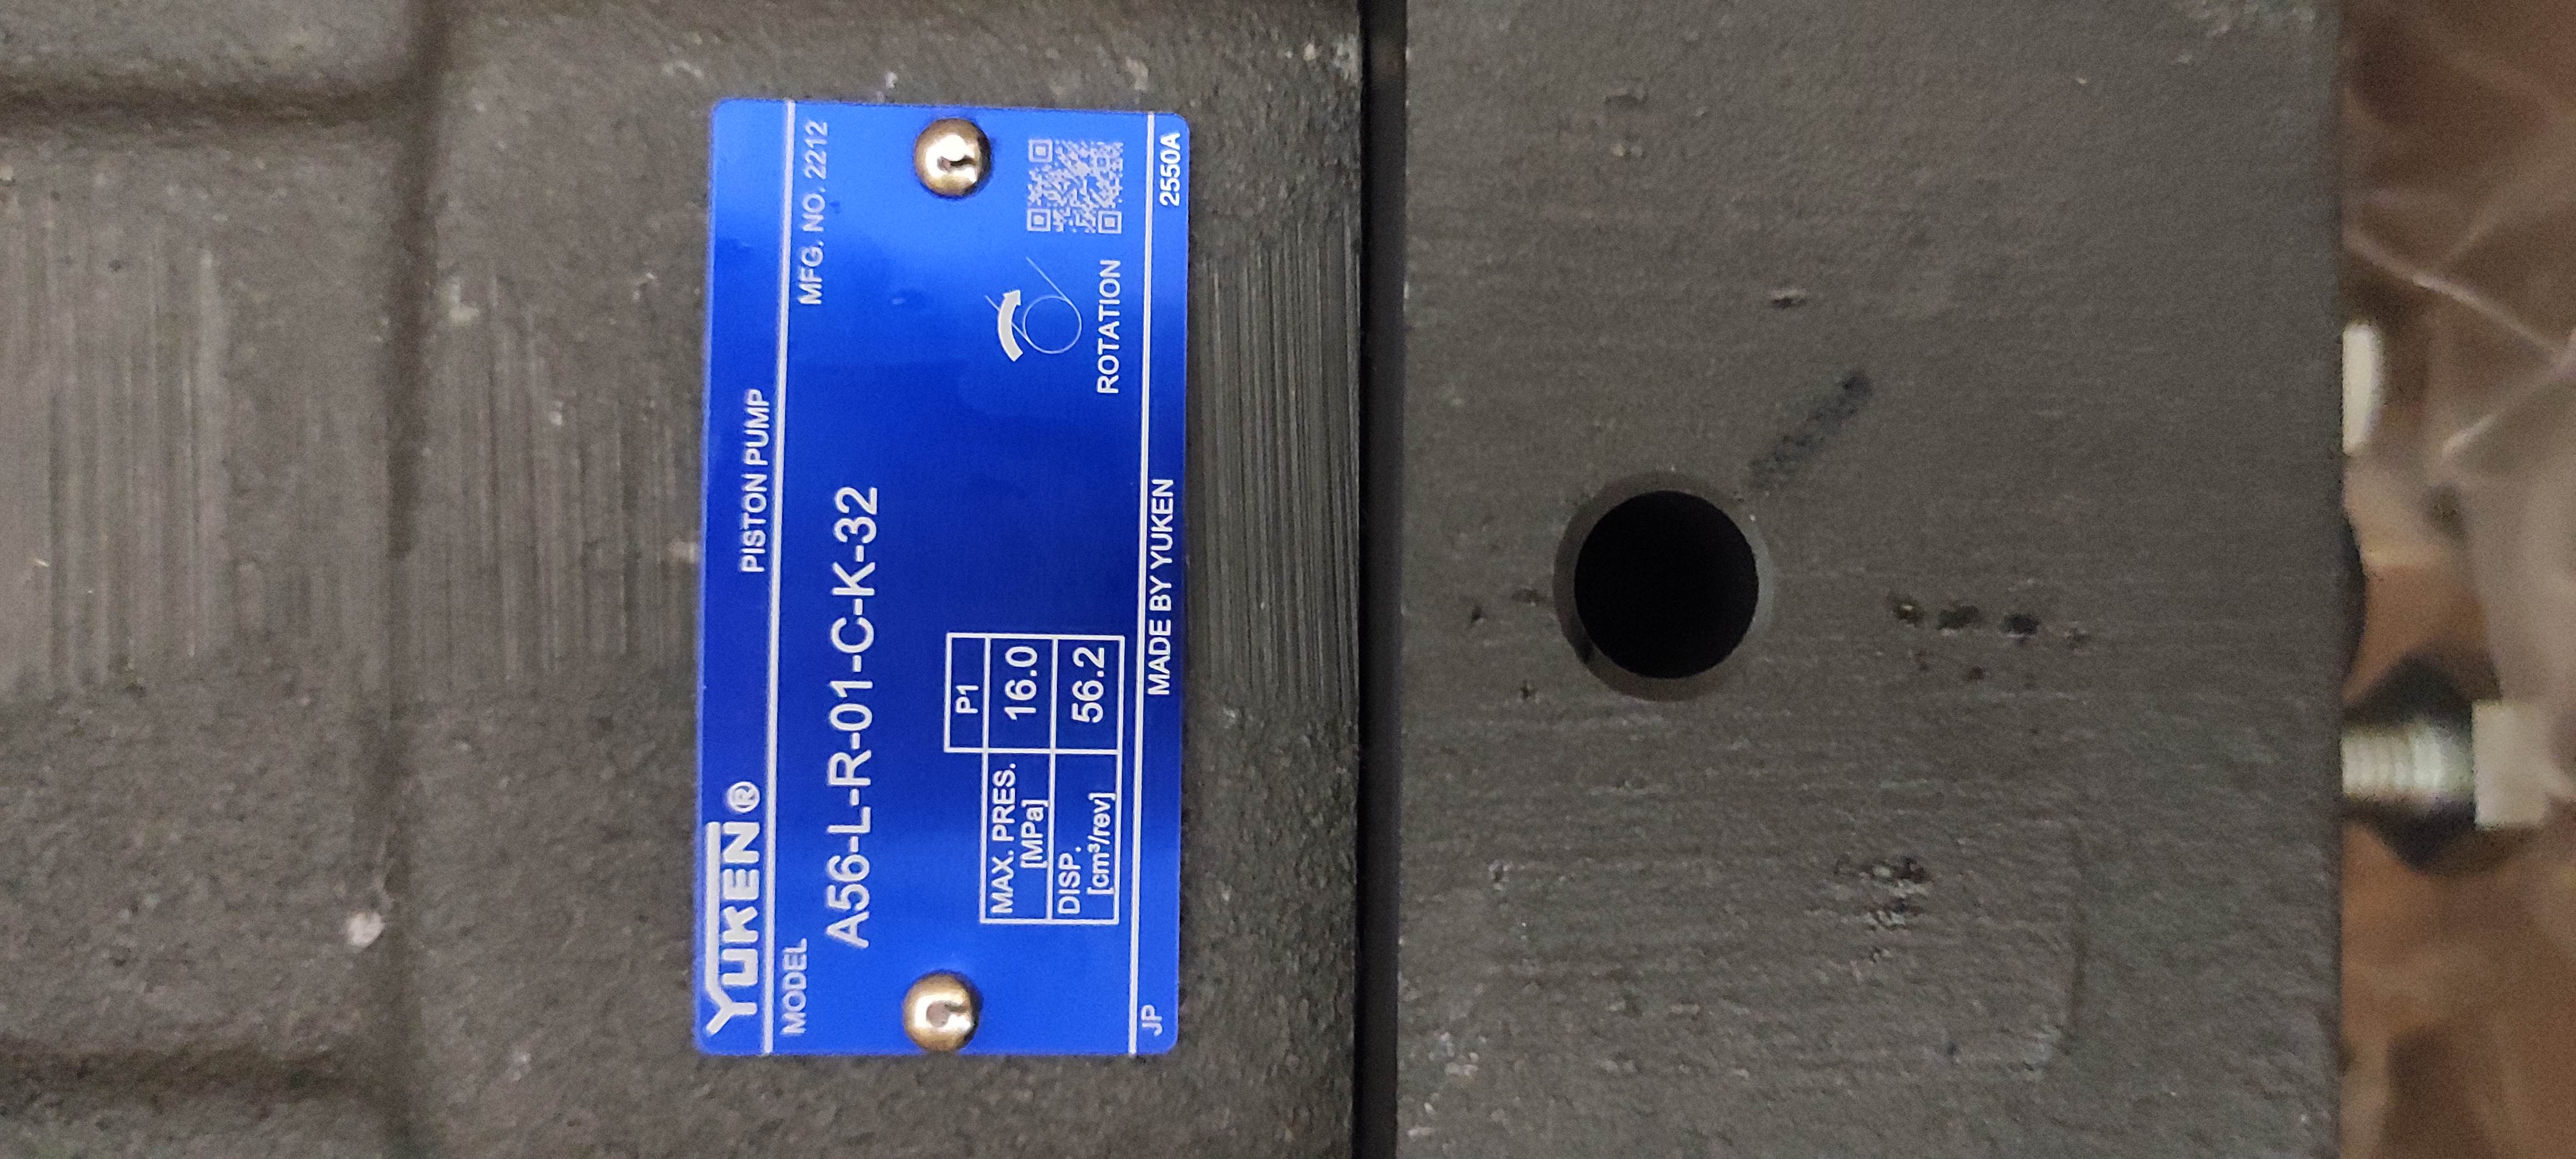 YUKEN® PISTON PUMP
MODEL MFG. NO. 2212
A56-L-R-01-C-K-32
P1
MAX. PRES. [MPa] 16.0
DISP. [cm³/rev] 56.2
ROTATION
JP MADE BY YUKEN 2550A